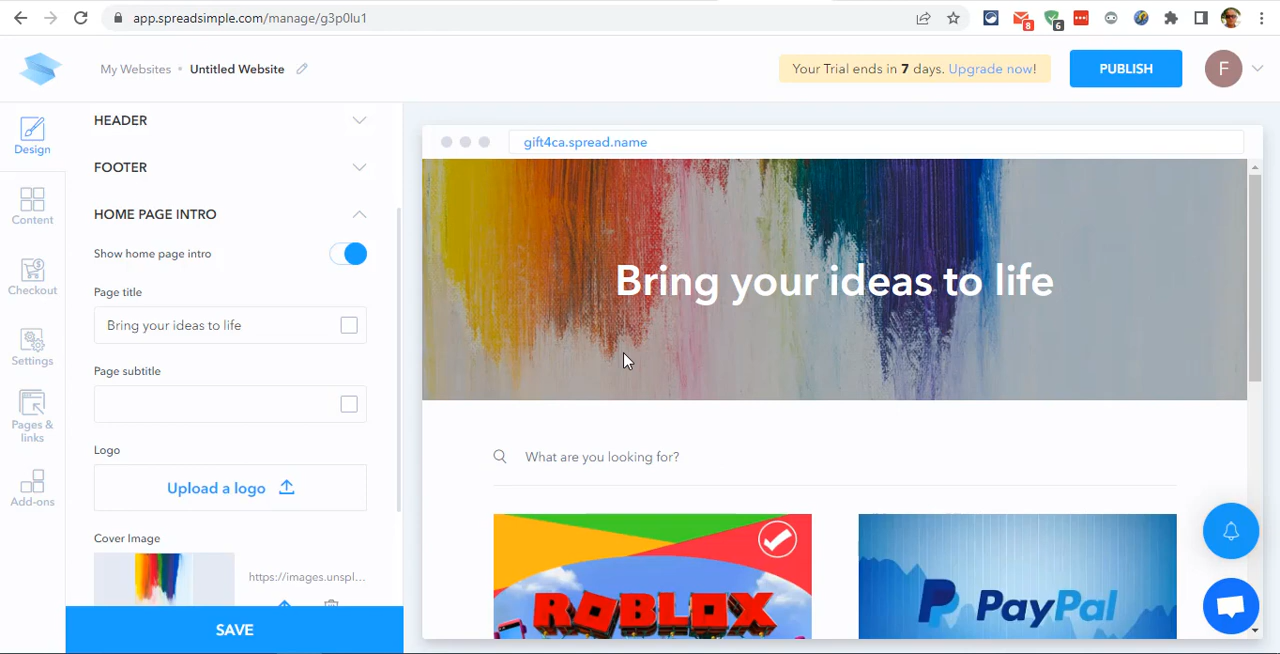 app.spreadsimple.com/manage/g3p0lu1
8
6
My Websites • Untitled Website
Your Trial ends in 7 days. Upgrade now!
PUBLISH
F
Design
Content
Checkout
Settings
Pages &
links
Add-ons
HEADER
FOOTER
HOME PAGE INTRO
Show home page intro
Page title
Bring your ideas to life
Page subtitle
Logo
Upload a logo
Cover Image
https://images.unspl...
SAVE
gift4ca.spread.name
Bring your ideas to life
What are you looking for?
ROBLOX
PayPal